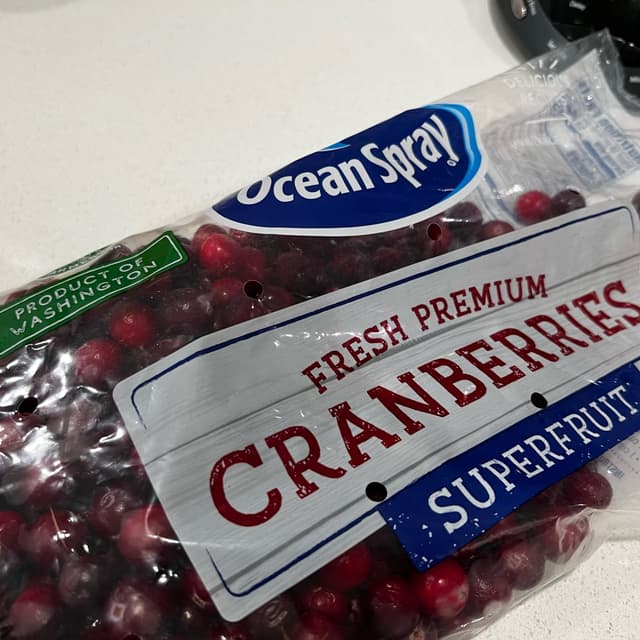 Ocean Spray
PRODUCT OF
WASHINGTON
FRESH PREMIUM
CRANBERRIES
SUPERFRUIT